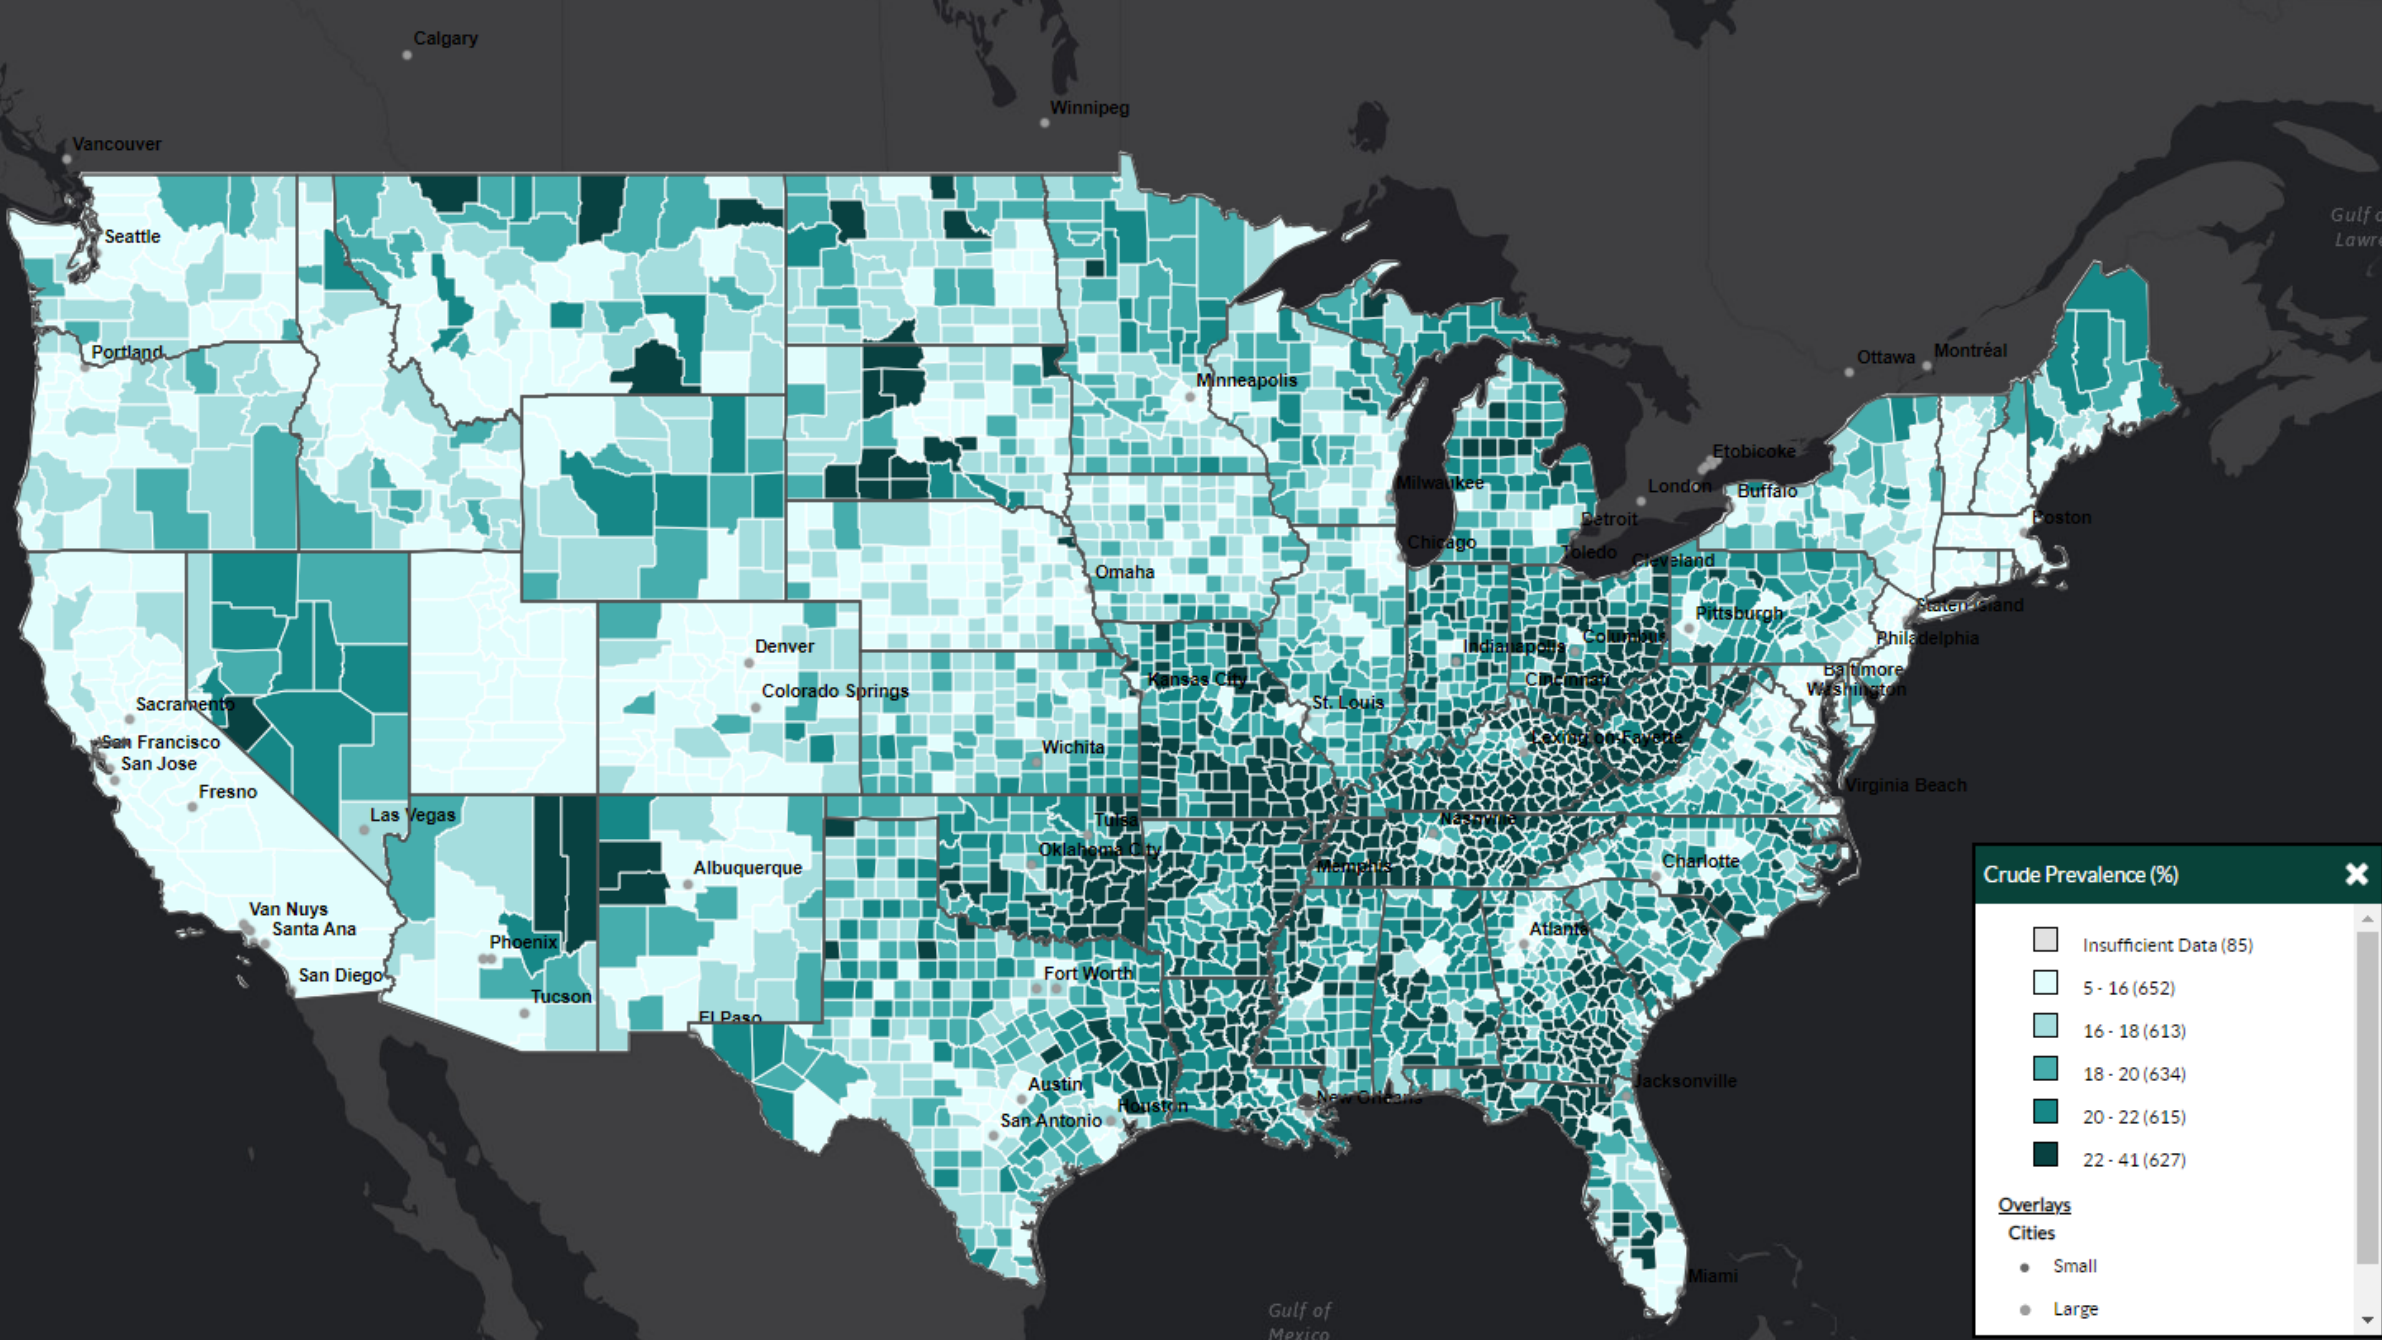 Calgary
Winnipeg
Vancouver
Seattle
Gulf o
Lawre
Portland
Minneapolis
Ottawa
Montréal
Etobicoke
London
Milwaukee
Buffalo
Detroit
Boston
Chicago
Toledo
Cleveland
Omaha
Staten Island
Pittsburgh
Philadelphia
Denver
Indianapolis
Columbus
Baltimore
Kansas City
Cincinnati
Washington
Colorado Springs
Sacramento
St. Louis
San Francisco
Wichita
Lexington-Fayette
San Jose
Fresno
Virginia Beach
Las Vegas
Tulsa
Nashville
Oklahoma City
Albuquerque
Memphis
Charlotte
Van Nuys
Santa Ana
Atlanta
Phoenix
San Diego
Fort Worth
Tucson
El Paso
Austin
Jacksonville
Houston
New Orleans
San Antonio
Miami
Gulf of
Mexico
Crude Prevalence (%)
Insufficient Data (85)
5 - 16 (652)
16 - 18 (613)
18 - 20 (634)
20 - 22 (615)
22 - 41 (627)
Overlays
Cities
Small
Large